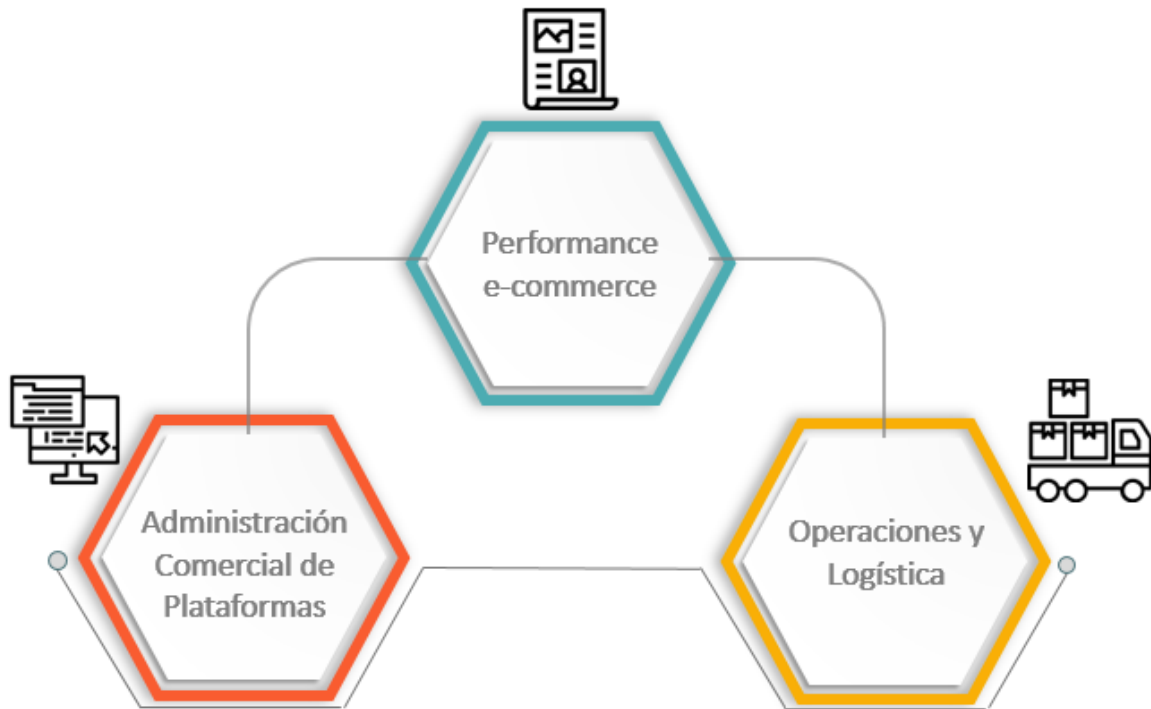 Performance
e-commerce
Administración
Comercial de
Plataformas
Operaciones y
Logística